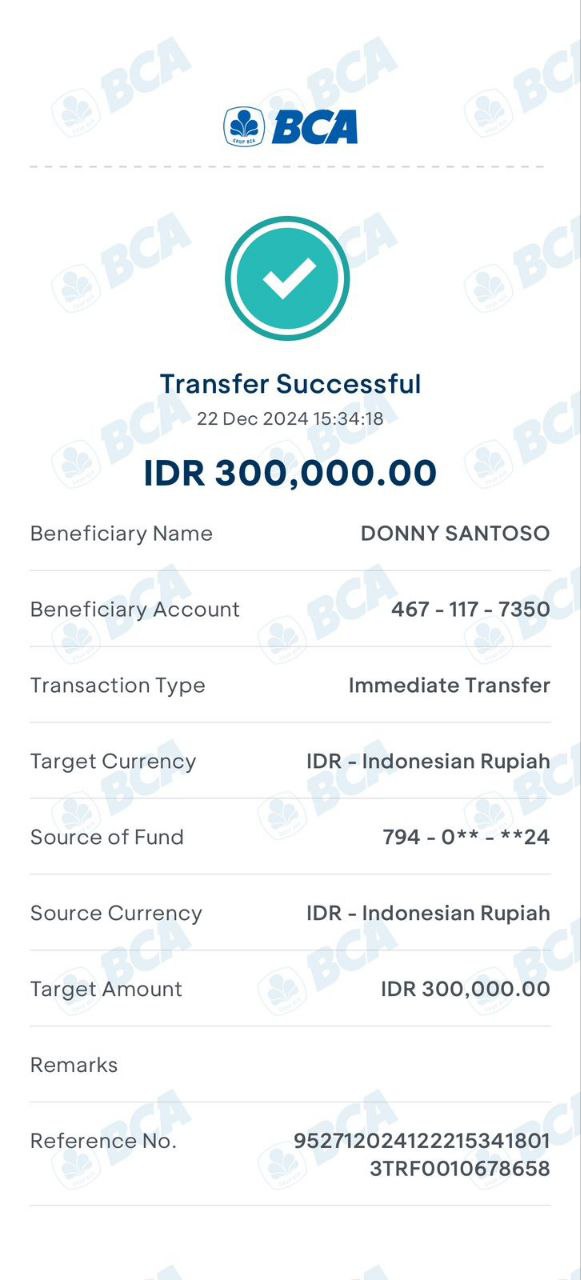 BCA
Transfer Successful
22 Dec 2024 15:34:18
IDR 300,000.00
Beneficiary Name DONNY SANTOSO
Beneficiary Account 467 - 117 - 7350
Transaction Type Immediate Transfer
Target Currency IDR - Indonesian Rupiah
Source of Fund 794 - 0** - **24
Source Currency IDR - Indonesian Rupiah
Target Amount IDR 300,000.00
Remarks
Reference No. 952712024122215341801
3TRF0010678658